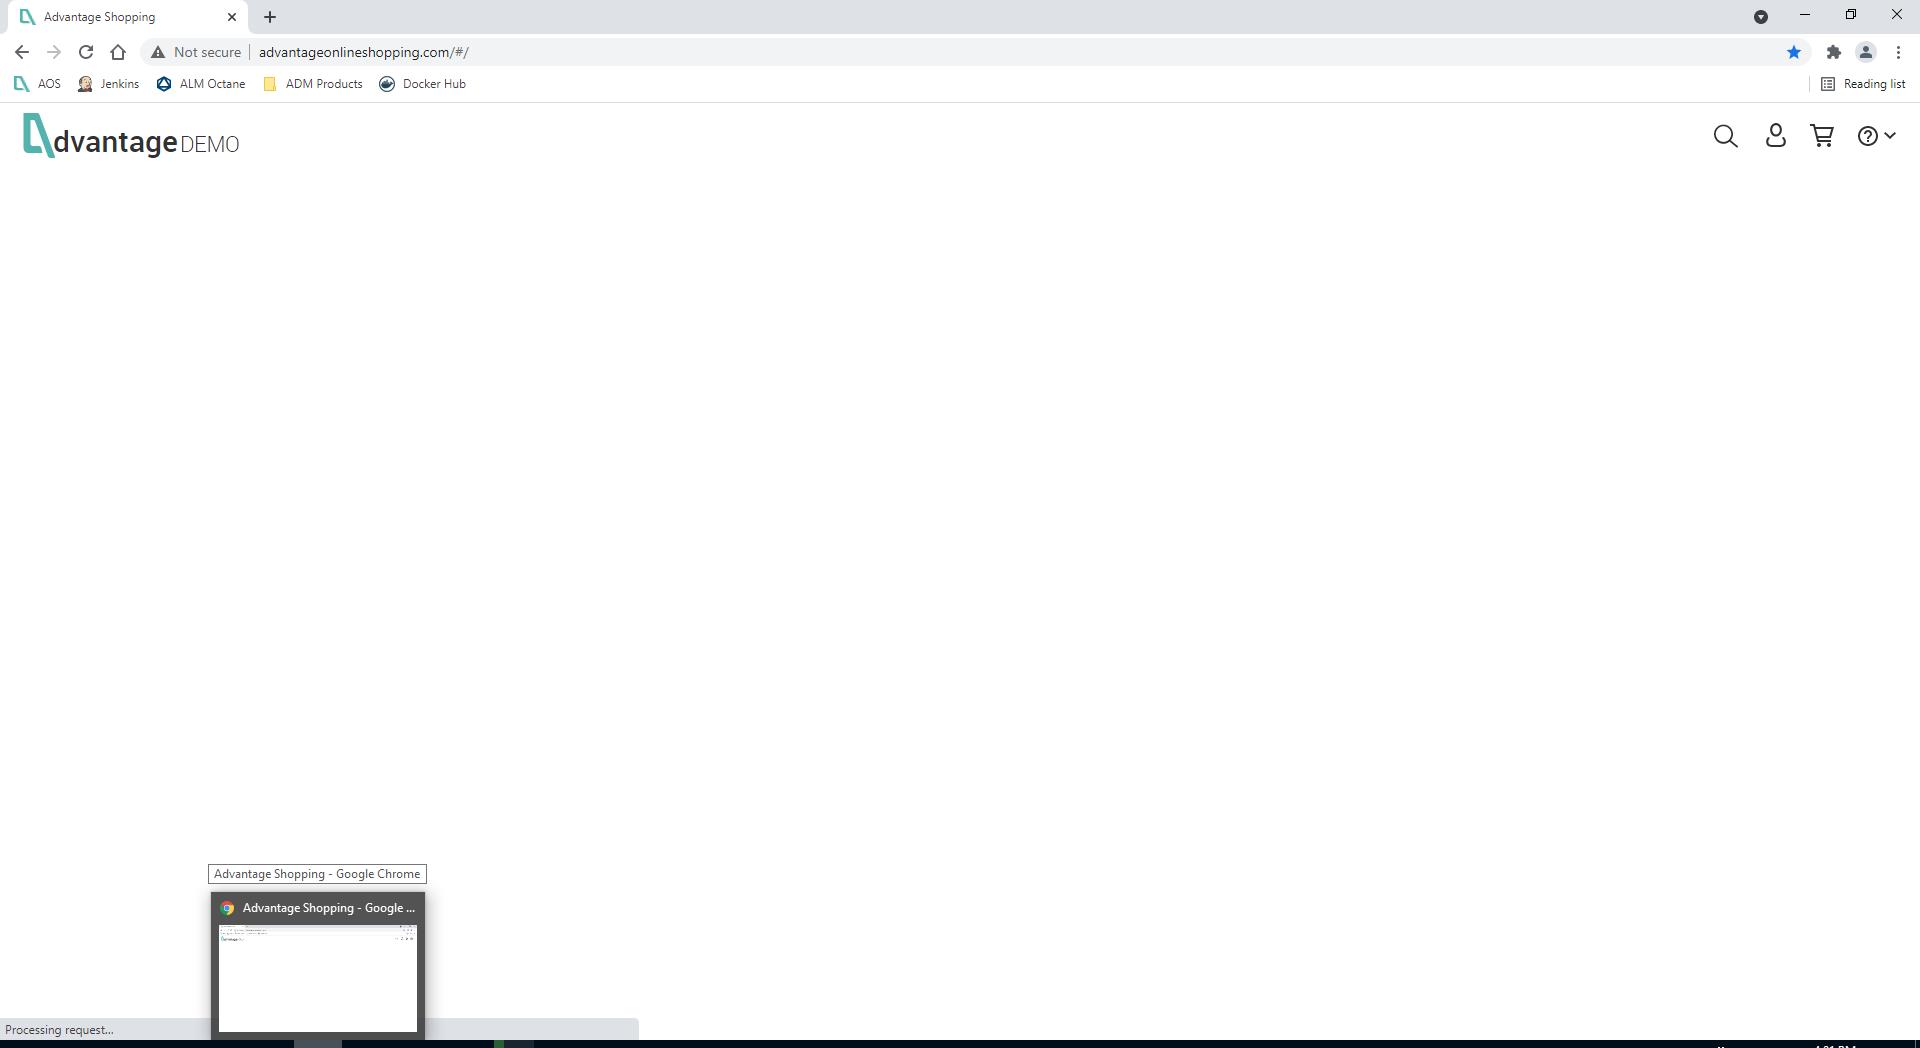 Advantage Shopping
Not secure
advantageonlineshopping.com/#/
AOS
Jenkins
ALM Octane
ADM Products
Docker Hub
Reading list
dvantage DEMO
Advantage Shopping - Google Chrome
Advantage Shopping - Google ...
Processing request...